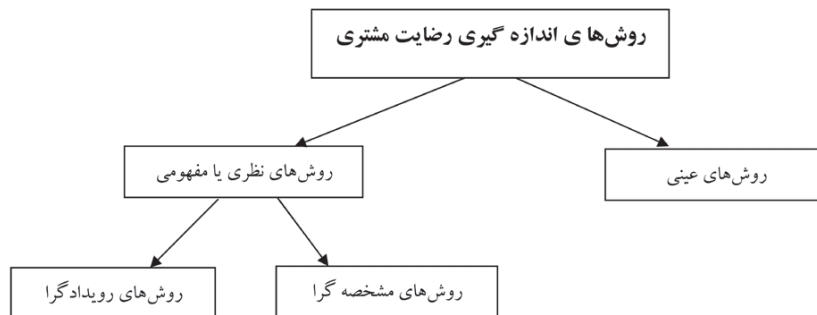 روش‌ها ی اندازه گیری رضایت مشتری
روش‌های عینی
روش‌های نظری یا مفهومی
روش‌های مشخصه گرا
روش‌های رویدادگرا